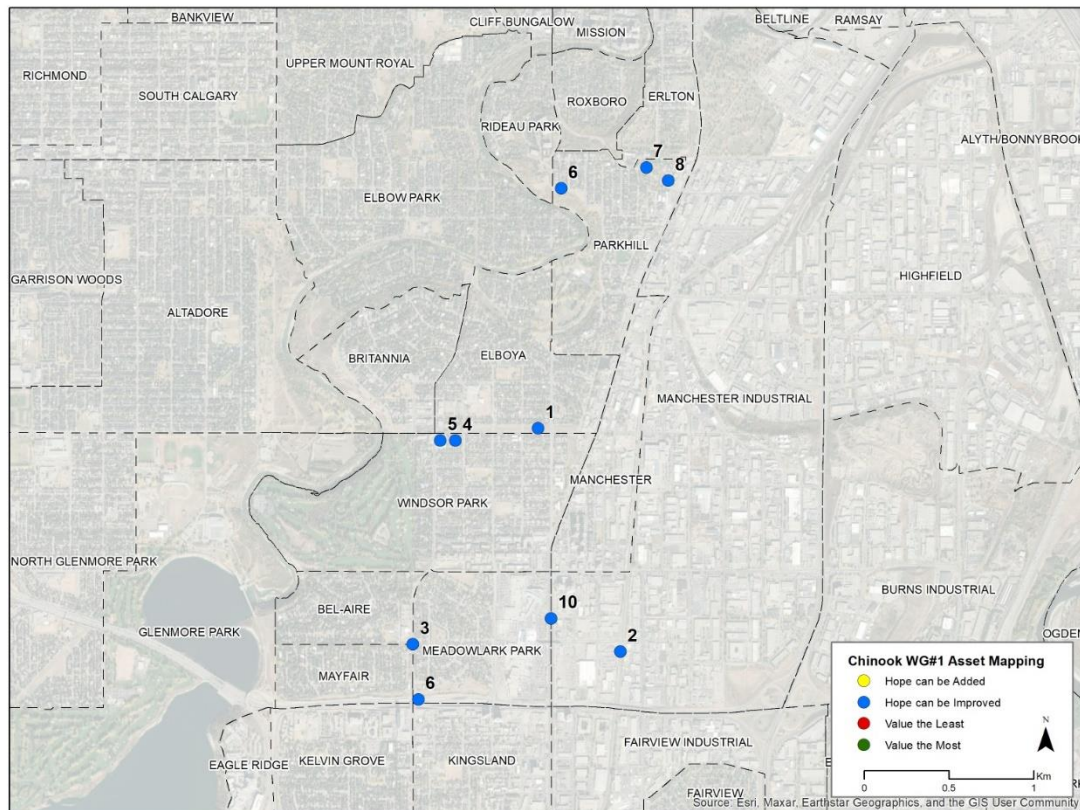 BANKVIEW
CLIFF BUNGALOW
MISSION
BELTLINE
RAMSAY
RICHMOND
UPPER MOUNT ROYAL
SOUTH CALGARY
ROXBORO
ERLTON
RIDEAU PARK
ALYTH/BONNYBROOK
7
8
6
ELBOW PARK
PARKHILL
GARRISON WOODS
HIGHFIELD
ALTADORE
BRITANNIA
ELBOYA
MANCHESTER INDUSTRIAL
1
5 4
MANCHESTER
WINDSOR PARK
NORTH GLENMORE PARK
BURNS INDUSTRIAL
BEL-AIRE
10
GLENMORE PARK
3
MEADOWLARK PARK
2
MAYFAIR
6
OGDEN
Chinook WG#1 Asset Mapping
Hope can be Added
Hope can be Improved
Value the Least
Value the Most
N
0 0.5 1
Km
FAIRVIEW INDUSTRIAL
EAGLE RIDGE
KELVIN GROVE
KINGSLAND
FAIRVIEW
Source: Esri, Maxar, Earthstar Geographics, and the GIS User Communit